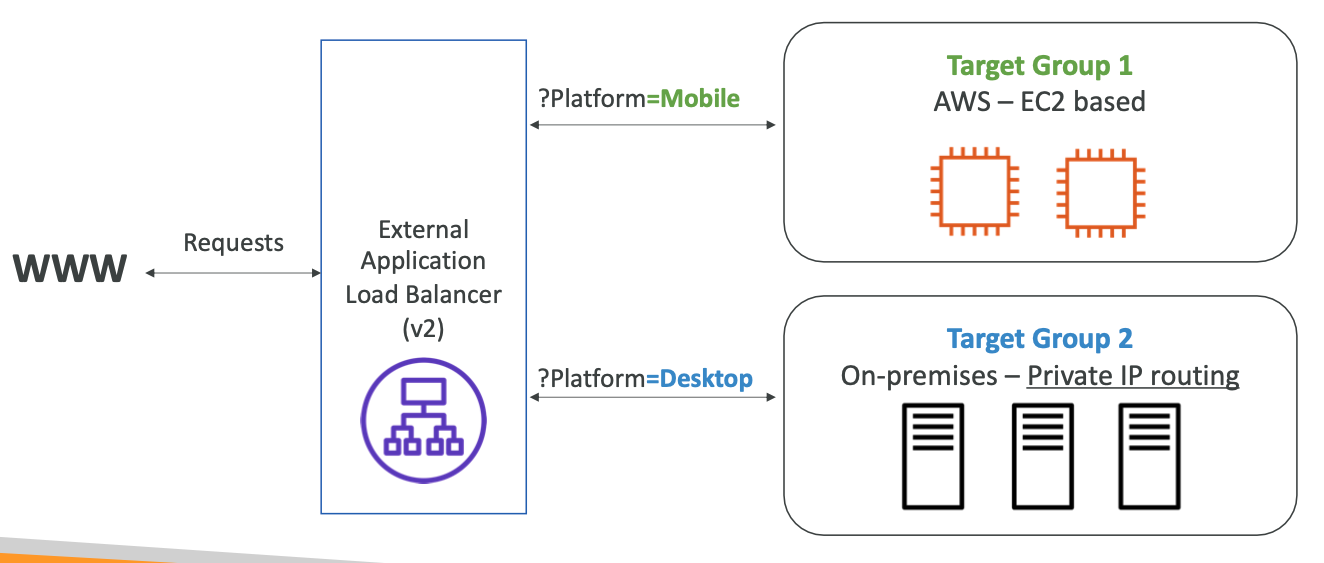 WWW
Requests
External
Application
Load Balancer
(v2)
?Platform=Mobile
Target Group 1
AWS – EC2 based
?Platform=Desktop
Target Group 2
On-premises – Private IP routing